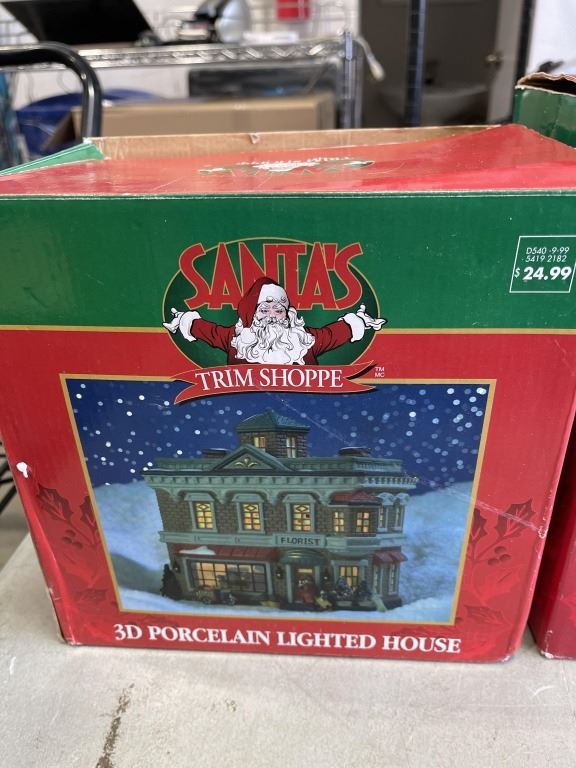 D540 -9-99
5419 2182
$24.99
SANTA'S
TRIM SHOPPE
TM
MC
FLORIST
3D PORCELAIN LIGHTED HOUSE